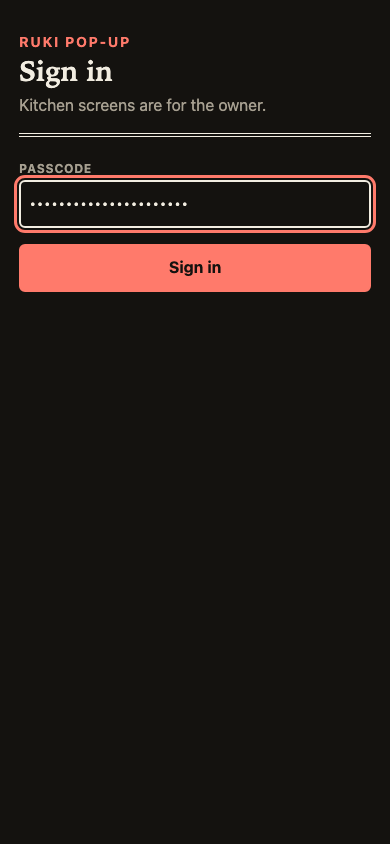 RUKI POP-UP
Sign in
Kitchen screens are for the owner.
PASSCODE
••••••••••••••••••••••
Sign in